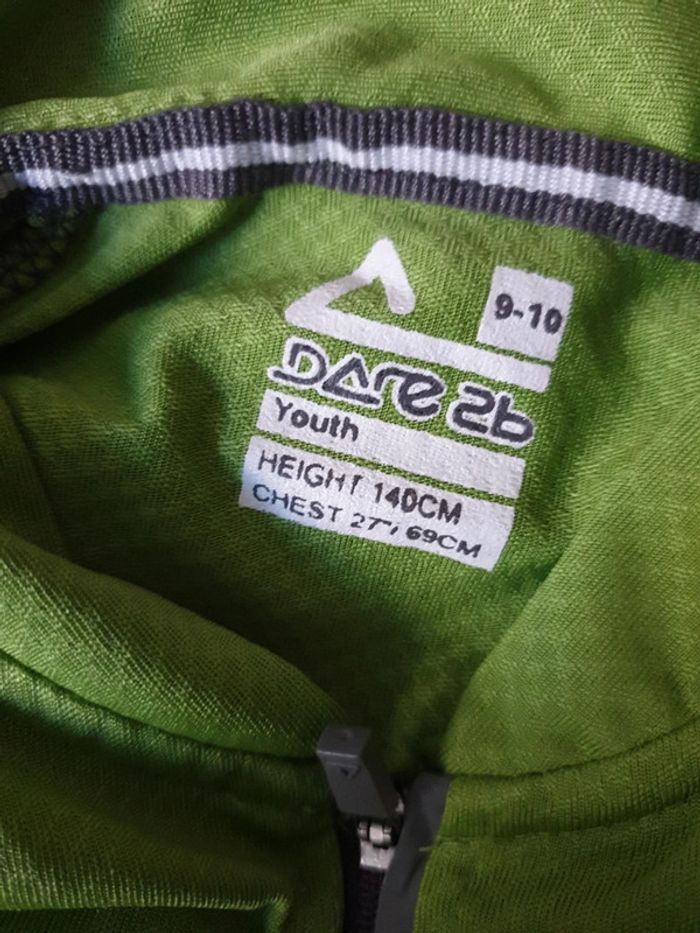 9-10
Dare 2b
Youth
HEIGHT 140CM
CHEST 27"/ 69CM